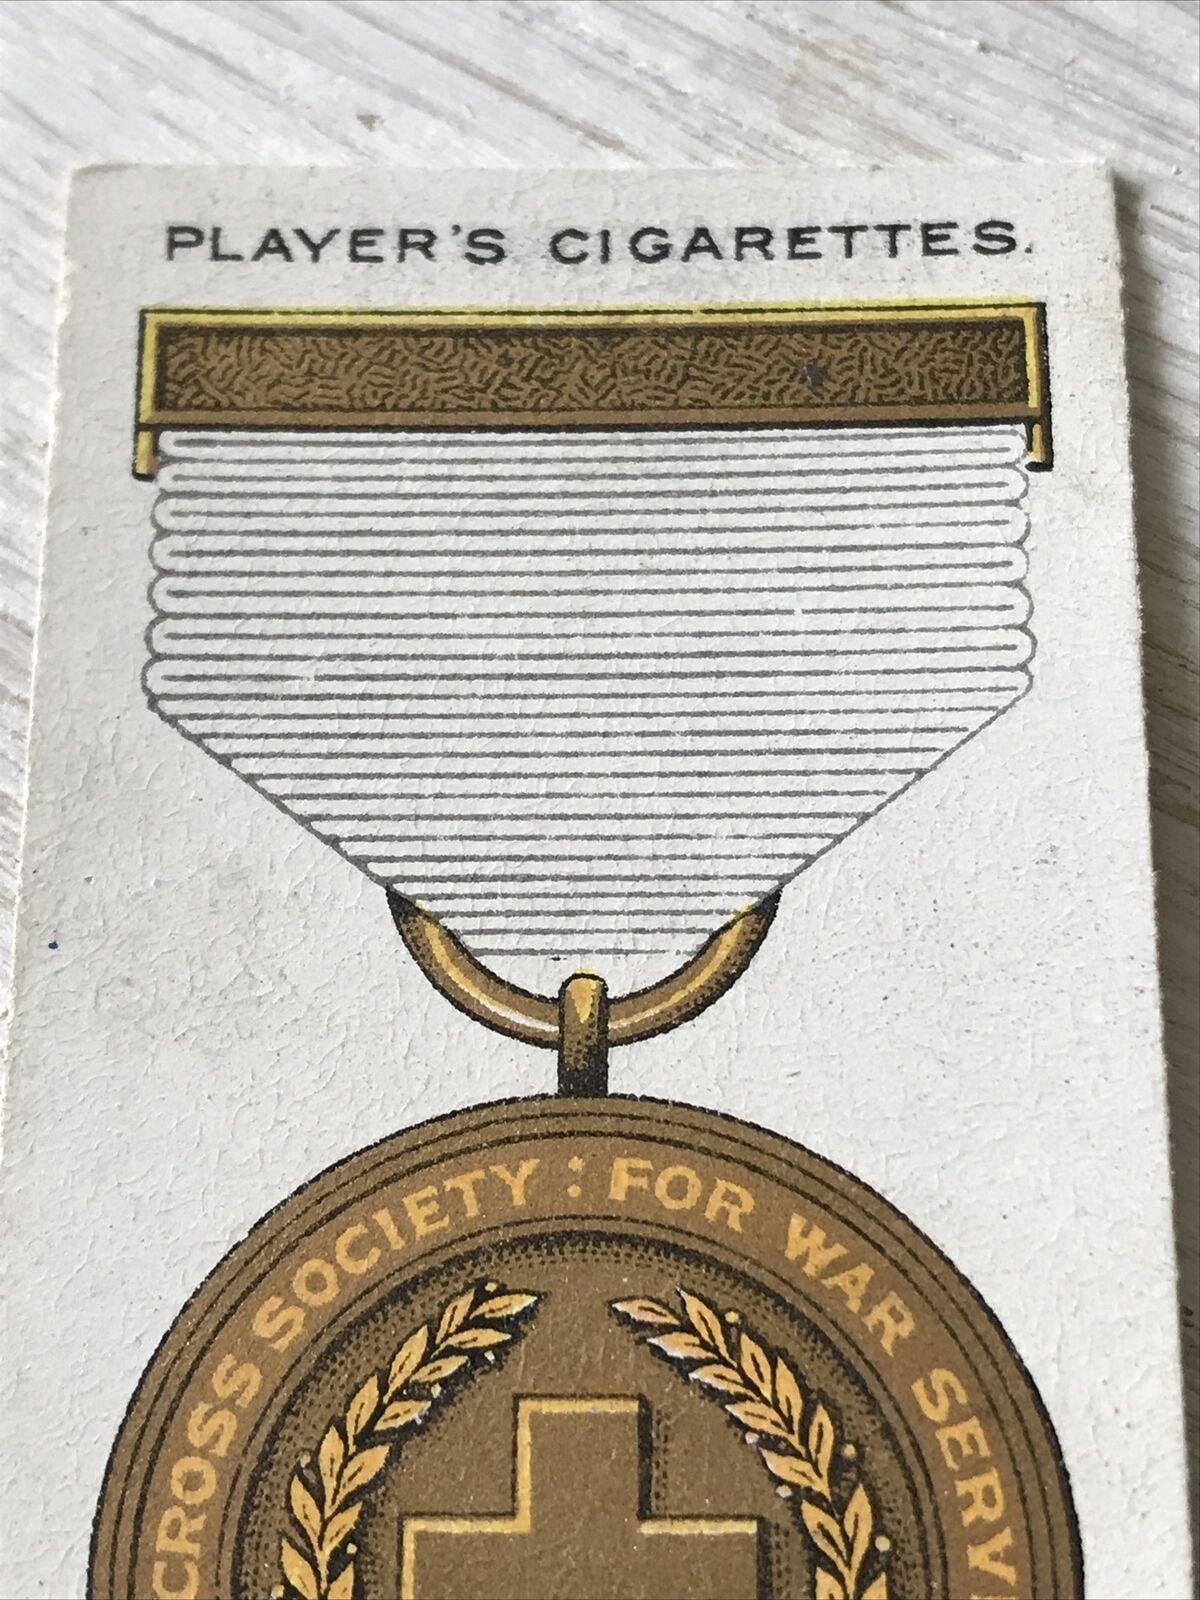 PLAYER'S CIGARETTES.
CROSS SOCIETY : FOR WAR SERV